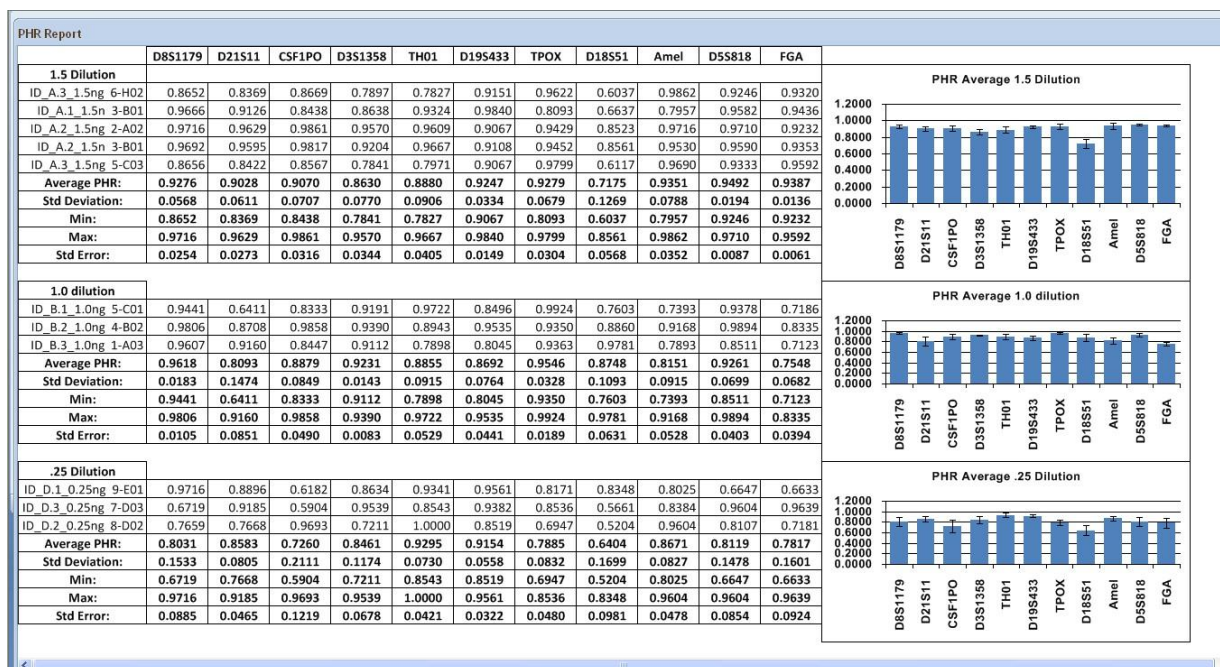 PHR Report
D8S1179 D21S11 CSF1PO D3S1358 TH01 D19S433 TPOX D18S51 Amel D5S818 FGA
1.5 Dilution
ID_A.3_1.5ng 6-H02 0.8652 0.8369 0.8669 0.7897 0.7827 0.9151 0.9622 0.6037 0.9862 0.9246 0.9320
ID_A.1_1.5n 3-B01 0.9666 0.9126 0.8438 0.8638 0.9324 0.9840 0.8093 0.6637 0.7957 0.9582 0.9436
ID_A.2_1.5ng 2-A02 0.9716 0.9629 0.9861 0.9570 0.9609 0.9067 0.9429 0.8523 0.9716 0.9710 0.9232
ID_A.2_1.5n 3-B01 0.9692 0.9595 0.9817 0.9204 0.9667 0.9108 0.9452 0.8561 0.9530 0.9590 0.9353
ID_A.3_1.5ng 5-C03 0.8656 0.8422 0.8567 0.7841 0.7971 0.9067 0.9799 0.6117 0.9690 0.9333 0.9592
Average PHR: 0.9276 0.9028 0.9070 0.8630 0.8880 0.9247 0.9279 0.7175 0.9351 0.9492 0.9387
Std Deviation: 0.0568 0.0611 0.0707 0.0770 0.0906 0.0334 0.0679 0.1269 0.0788 0.0194 0.0136
Min: 0.8652 0.8369 0.8438 0.7841 0.7827 0.9067 0.8093 0.6037 0.7957 0.9246 0.9232
Max: 0.9716 0.9629 0.9861 0.9570 0.9667 0.9840 0.9799 0.8561 0.9862 0.9710 0.9592
Std Error: 0.0254 0.0273 0.0316 0.0344 0.0405 0.0149 0.0304 0.0568 0.0352 0.0087 0.0061
PHR Average 1.5 Dilution
1.2000
1.0000
0.8000
0.6000
0.4000
0.2000
0.0000
D8S1179 D21S11 CSF1PO D3S1358 TH01 D19S433 TPOX D18S51 Amel D5S818 FGA
1.0 dilution
ID_B.1_1.0ng 5-C01 0.9441 0.6411 0.8333 0.9191 0.9722 0.8496 0.9924 0.7603 0.7393 0.9378 0.7186
ID_B.2_1.0ng 4-B02 0.9806 0.8708 0.9858 0.9390 0.8943 0.9535 0.9350 0.8860 0.9168 0.9894 0.8335
ID_B.3_1.0ng 1-A03 0.9607 0.9160 0.8447 0.9112 0.7898 0.8045 0.9363 0.9781 0.7893 0.8511 0.7123
Average PHR: 0.9618 0.8093 0.8879 0.9231 0.8855 0.8692 0.9546 0.8748 0.8151 0.9261 0.7548
Std Deviation: 0.0183 0.1474 0.0849 0.0143 0.0915 0.0764 0.0328 0.1093 0.0915 0.0699 0.0682
Min: 0.9441 0.6411 0.8333 0.9112 0.7898 0.8045 0.9350 0.7603 0.7393 0.8511 0.7123
Max: 0.9806 0.9160 0.9858 0.9390 0.9722 0.9535 0.9924 0.9781 0.9168 0.9894 0.8335
Std Error: 0.0105 0.0851 0.0490 0.0083 0.0529 0.0441 0.0189 0.0631 0.0528 0.0403 0.0394
PHR Average 1.0 dilution
1.2000
1.0000
0.8000
0.6000
0.4000
0.2000
0.0000
D8S1179 D21S11 CSF1PO D3S1358 TH01 D19S433 TPOX D18S51 Amel D5S818 FGA
.25 Dilution
ID_D.1_0.25ng 9-E01 0.9716 0.8896 0.6182 0.8634 0.9341 0.9561 0.8171 0.8348 0.8025 0.6647 0.6633
ID_D.3_0.25ng 7-D03 0.6719 0.9185 0.5904 0.9539 0.8543 0.9382 0.8536 0.5661 0.8384 0.9604 0.9639
ID_D.2_0.25ng 8-D02 0.7659 0.7668 0.9693 0.7211 1.0000 0.8519 0.6947 0.5204 0.9604 0.8107 0.7181
Average PHR: 0.8031 0.8583 0.7260 0.8461 0.9295 0.9154 0.7885 0.6404 0.8671 0.8119 0.7817
Std Deviation: 0.1533 0.0805 0.2111 0.1174 0.0730 0.0558 0.0832 0.1699 0.0827 0.1478 0.1601
Min: 0.6719 0.7668 0.5904 0.7211 0.8543 0.8519 0.6947 0.5204 0.8025 0.6647 0.6633
Max: 0.9716 0.9185 0.9693 0.9539 1.0000 0.9561 0.8536 0.8348 0.9604 0.9604 0.9639
Std Error: 0.0885 0.0465 0.1219 0.0678 0.0421 0.0322 0.0480 0.0981 0.0478 0.0854 0.0924
PHR Average .25 Dilution
1.2000
1.0000
0.8000
0.6000
0.4000
0.2000
0.0000
D8S1179 D21S11 CSF1PO D3S1358 TH01 D19S433 TPOX D18S51 Amel D5S818 FGA